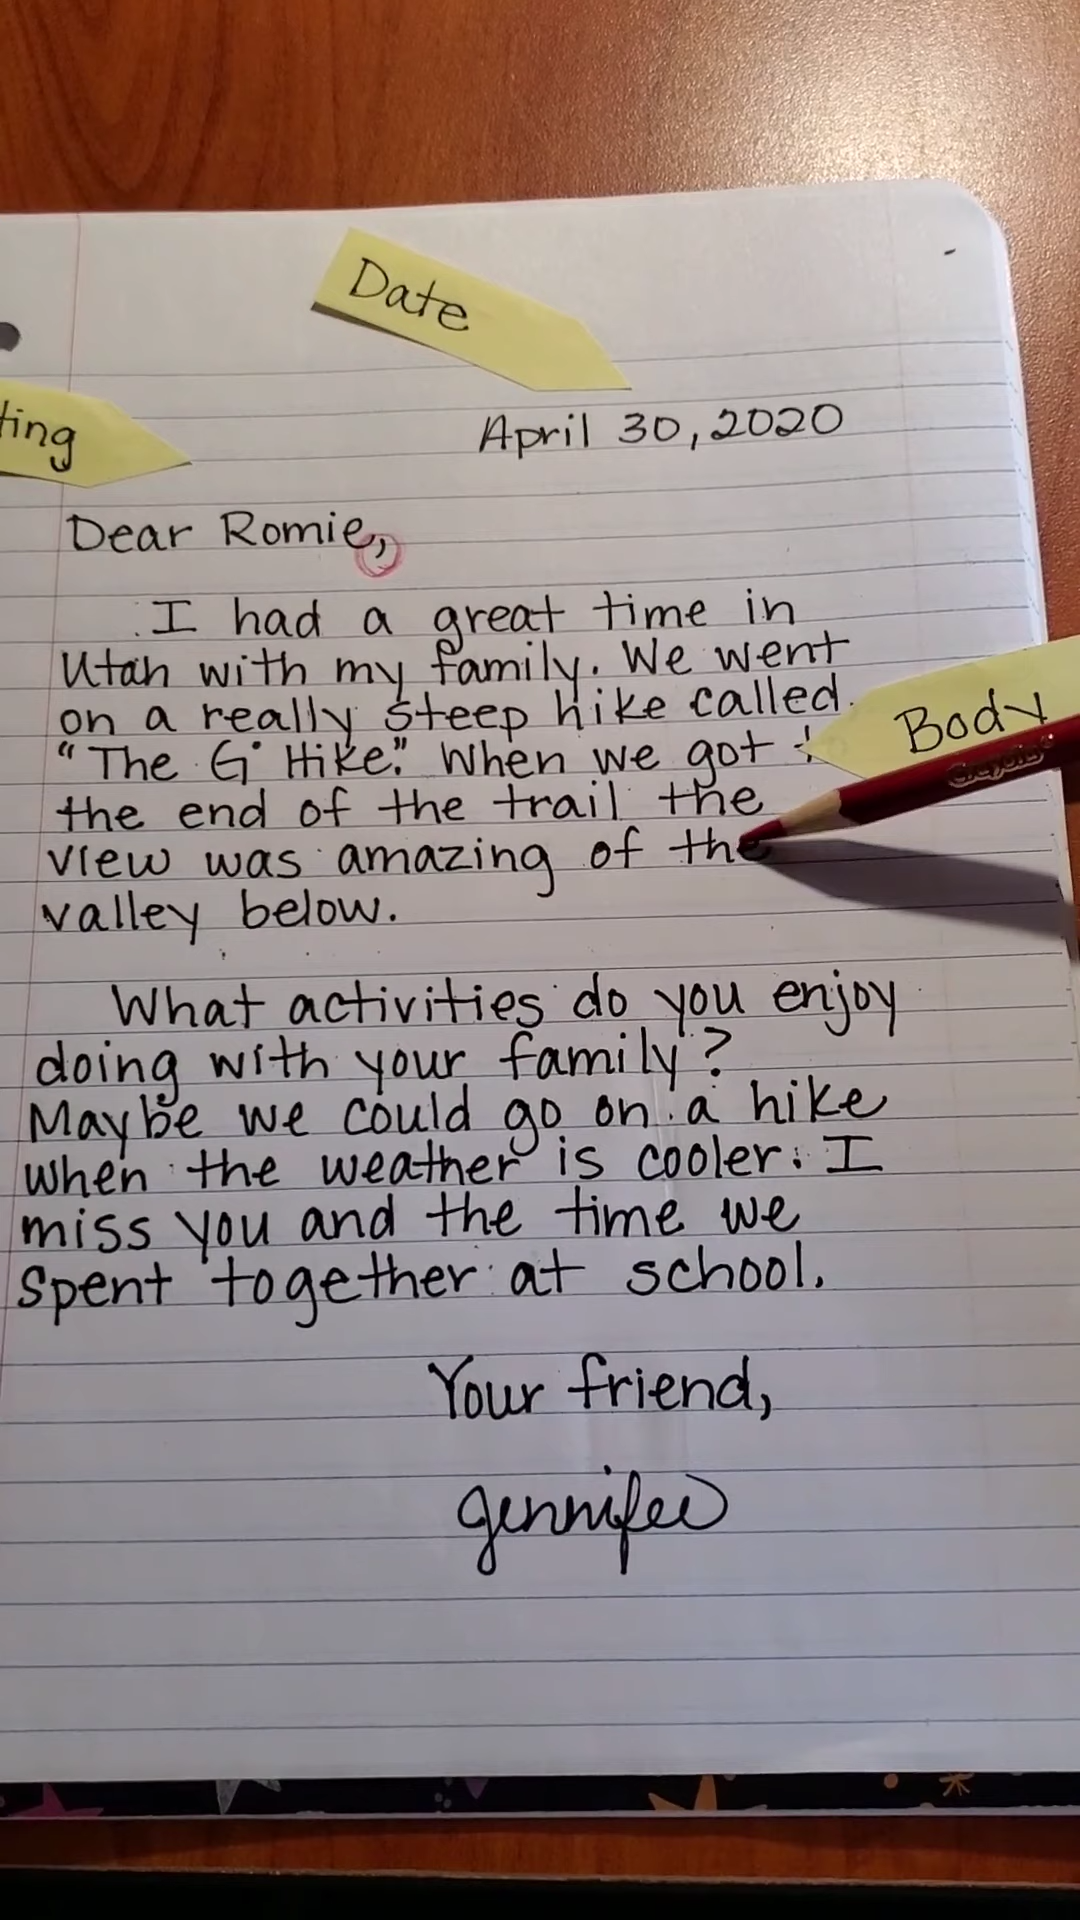 Date
ting
April 30, 2020
Dear Romie,
I had a great time in
Utah with my family. We went
on a really steep hike called
"The G Hike." When we got
Body
the end of the trail the
view was amazing of the
valley below.
What activities do you enjoy
doing with your family?
Maybe we could go on a hike
when the weather is cooler. I
miss you and the time we
spent together at school.
Your friend,
Jennifer